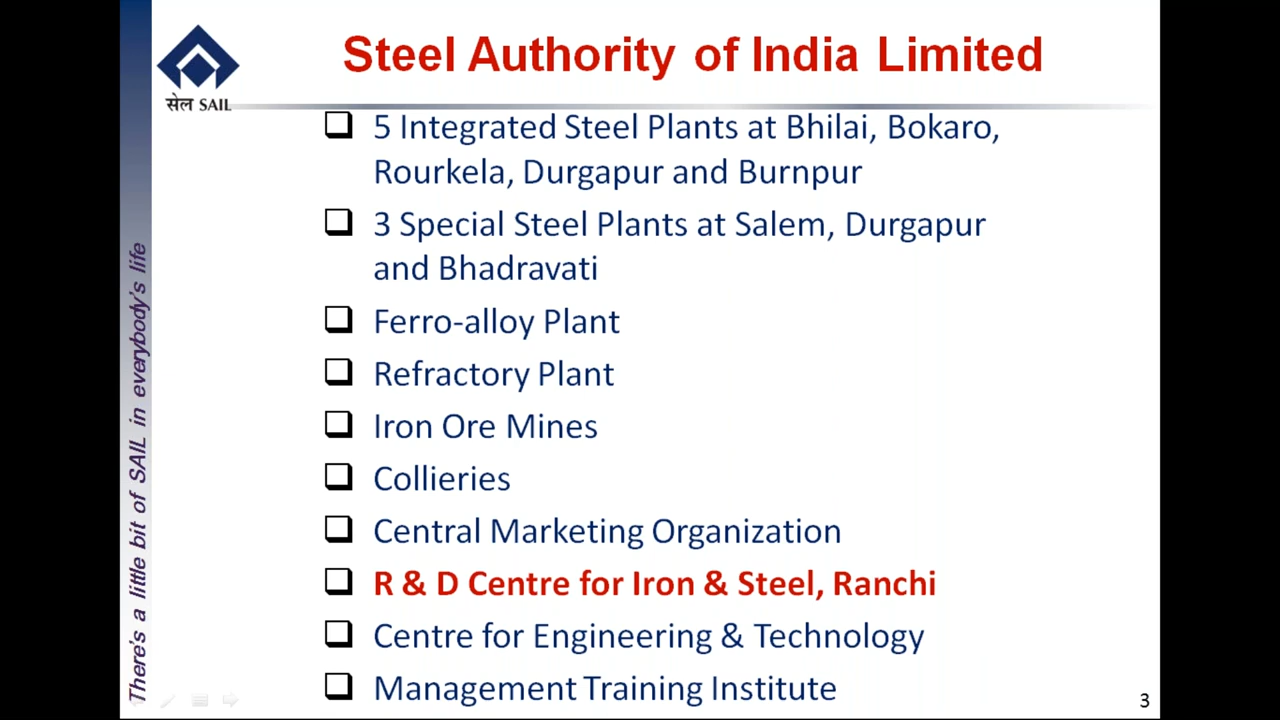 Steel Authority of India Limited
सेल SAIL
5 Integrated Steel Plants at Bhilai, Bokaro,
Rourkela, Durgapur and Burnpur
3 Special Steel Plants at Salem, Durgapur
and Bhadravati
Ferro-alloy Plant
Refractory Plant
Iron Ore Mines
Collieries
Central Marketing Organization
R & D Centre for Iron & Steel, Ranchi
Centre for Engineering & Technology
Management Training Institute
There's a little bit of SAIL in everybody's life
3